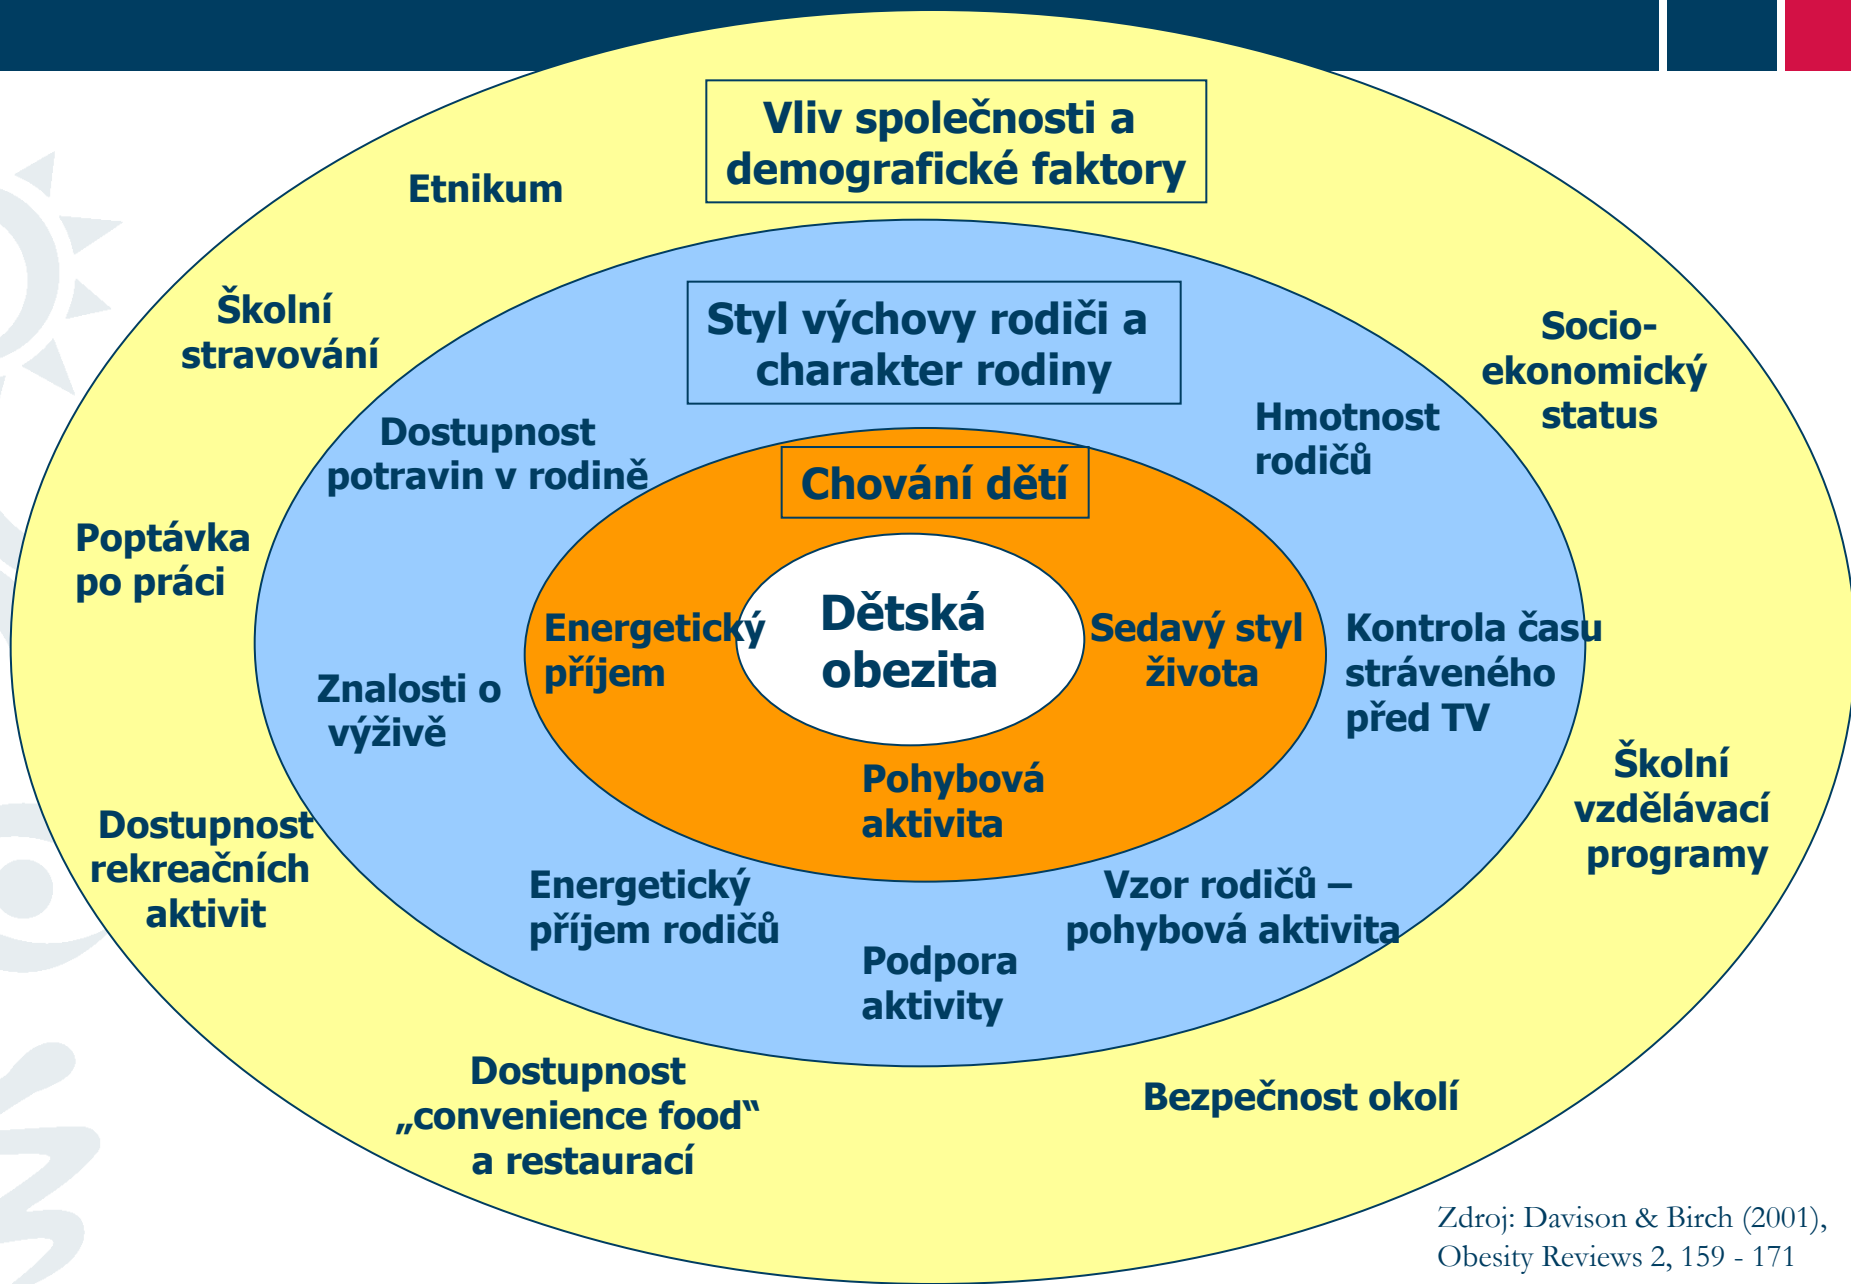 Vliv společnosti a
demografické faktory
Etnikum
Školní
stravování
Styl výchovy rodiči a
charakter rodiny
Socio-
ekonomický
status
Dostupnost
potravin v rodině
Hmotnost
rodičů
Chování dětí
Poptávka
po práci
Energetický
příjem
Dětská
obezita
Sedavý styl
života
Kontrola času
stráveného
před TV
Znalosti o
výživě
Pohybová
aktivita
Školní
vzdělávací
programy
Dostupnost
rekreačních
aktivit
Energetický
příjem rodičů
Vzor rodičů –
pohybová aktivita
Podpora
aktivity
Dostupnost
„convenience food“
a restaurací
Bezpečnost okolí
Zdroj: Davison & Birch (2001),
Obesity Reviews 2, 159 - 171